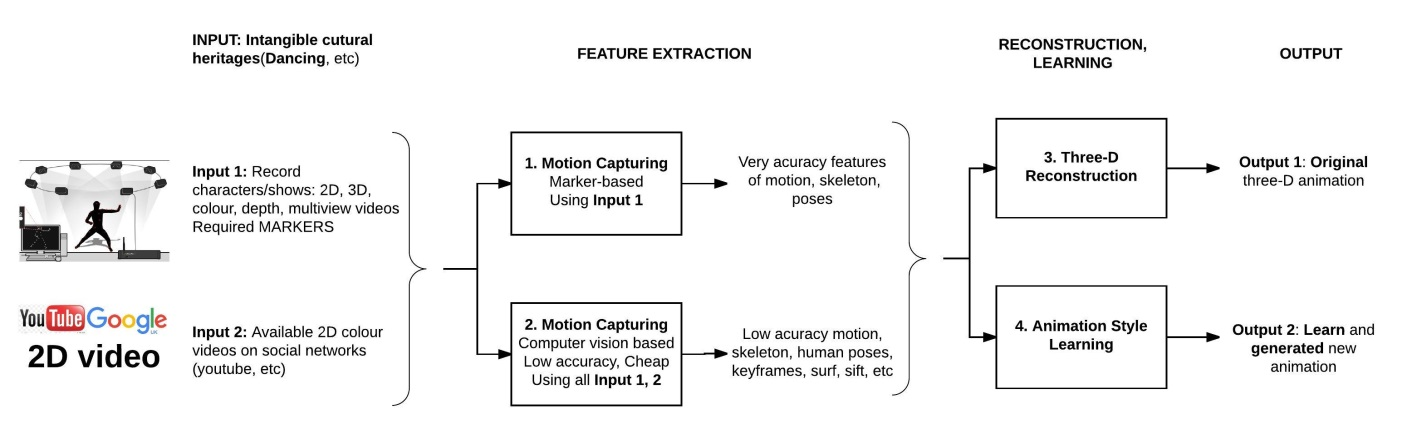 INPUT: Intangible cutural
heritages(Dancing, etc)
FEATURE EXTRACTION
RECONSTRUCTION,
LEARNING
OUTPUT
Input 1: Record
characters/shows: 2D, 3D,
colour, depth, multiview videos
Required MARKERS
YouTube Google
2D video
Input 2: Available 2D colour
videos on social networks
(youtube, etc)
1. Motion Capturing
Marker-based
Using Input 1
Very acuracy features
of motion, skeleton,
poses
2. Motion Capturing
Computer vision based
Low accuracy, Cheap
Using all Input 1, 2
Low acuracy motion,
skeleton, human poses,
keyframes, surf, sift, etc
3. Three-D
Reconstruction
Output 1: Original
three-D animation
4. Animation Style
Learning
Output 2: Learn and
generated new
animation